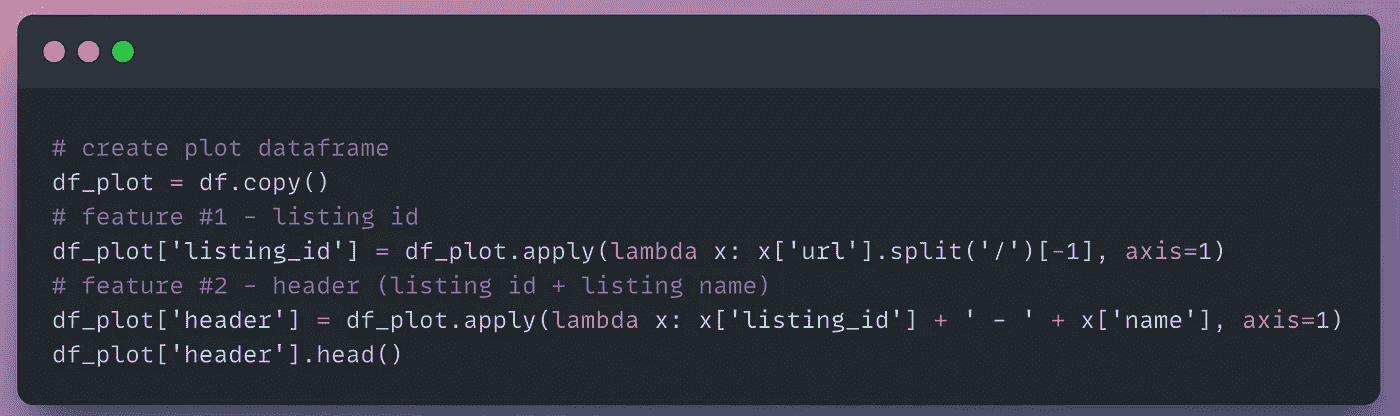 # create plot dataframe
df_plot = df.copy()
# feature #1 - listing id
df_plot['listing_id'] = df_plot.apply(lambda x: x['url'].split('/')[-1], axis=1)
# feature #2 - header (listing id + listing name)
df_plot['header'] = df_plot.apply(lambda x: x['listing_id'] + ' - ' + x['name'], axis=1)
df_plot['header'].head()